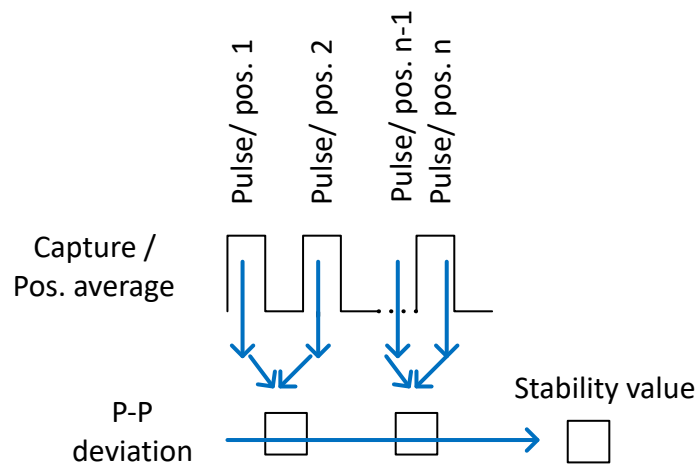 Pulse/ pos. 1
Pulse/ pos. 2
Pulse/ pos. n-1
Pulse/ pos. n
Capture /
Pos. average
Stability value
P-P
deviation